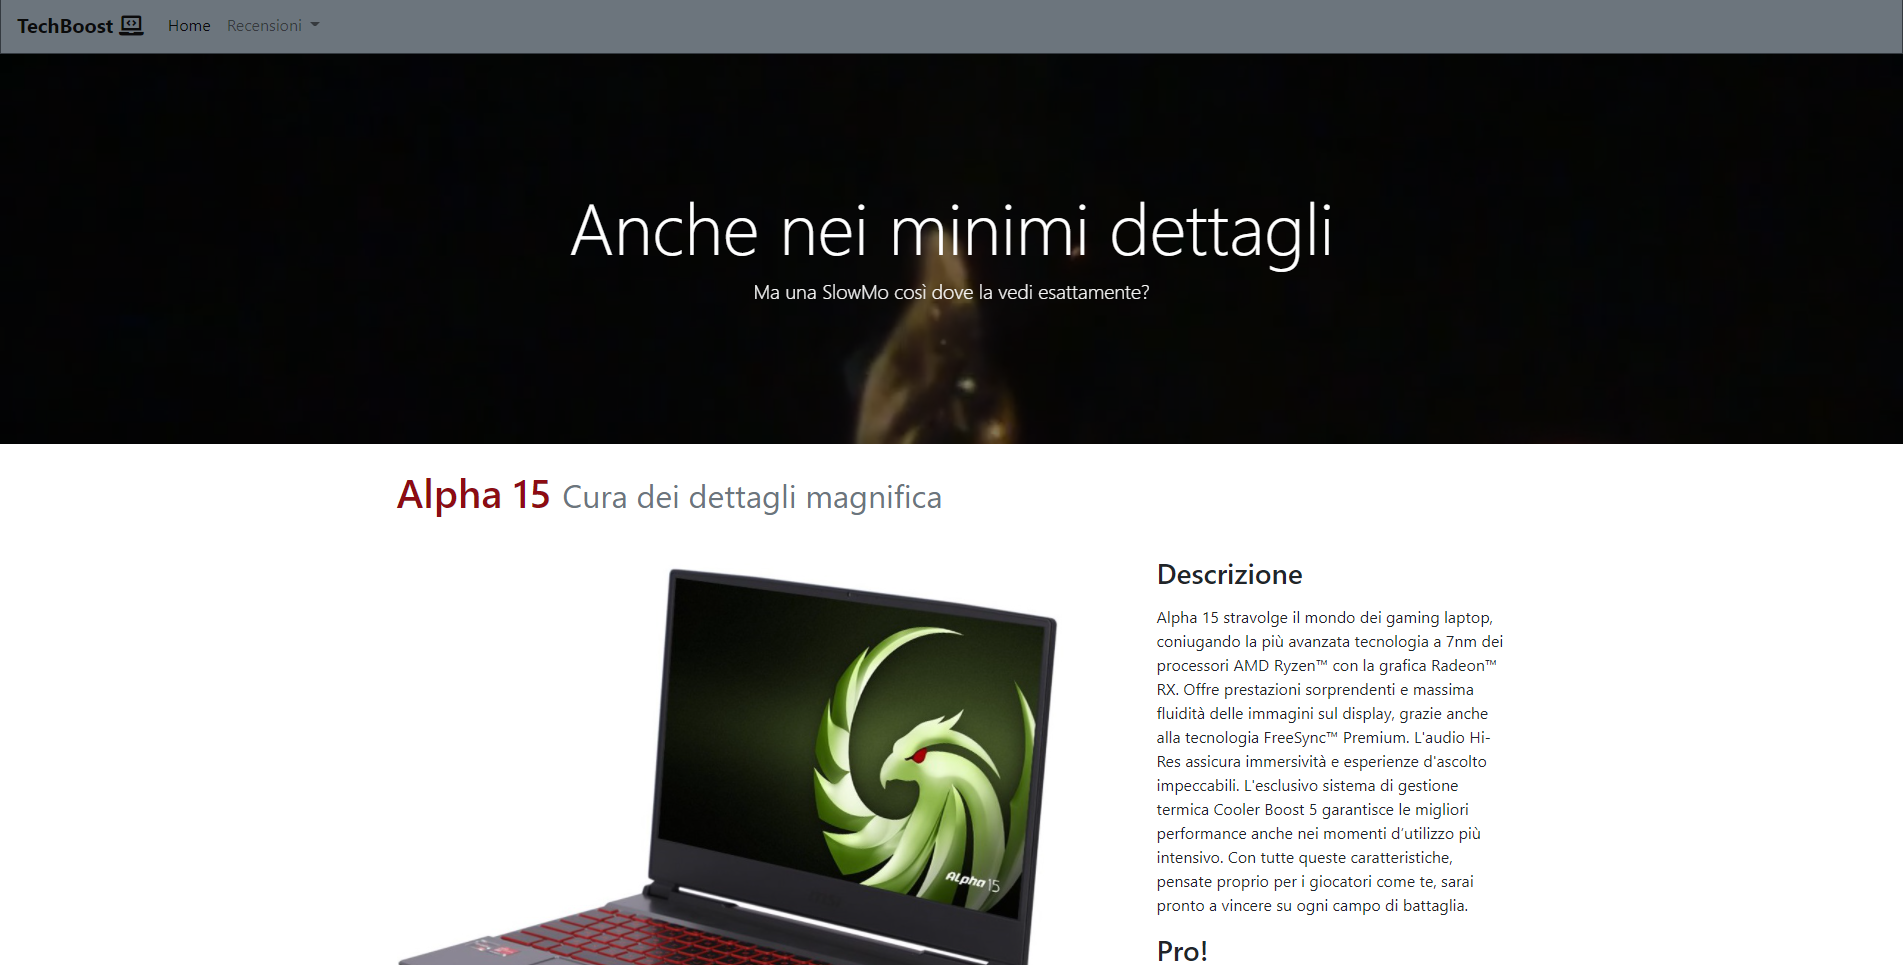 TechBoost Home Recensioni
Anche nei minimi dettagli
Ma una SlowMo così dove la vedi esattamente?
Alpha 15 Cura dei dettagli magnifica
Descrizione
Alpha 15 stravolge il mondo dei gaming laptop,
coniugando la più avanzata tecnologia a 7nm dei
processori AMD Ryzen™ con la grafica Radeon™
RX. Offre prestazioni sorprendenti e massima
fluidità delle immagini sul display, grazie anche
alla tecnologia FreeSync™ Premium. L'audio Hi-
Res assicura immersività e esperienze d'ascolto
impeccabili. L'esclusivo sistema di gestione
termica Cooler Boost 5 garantisce le migliori
performance anche nei momenti d'utilizzo più
intensivo. Con tutte queste caratteristiche,
pensate proprio per i giocatori come te, sarai
pronto a vincere su ogni campo di battaglia.
Alpha 15
Pro!